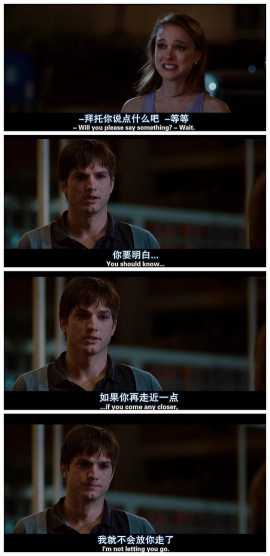 –拜托你说点什么吧 –等等
– Will you please say something? – Wait.
你要明白...
You should know...
如果你再走近一点
...if you come any closer,
我就不会放你走了
I'm not letting you go.